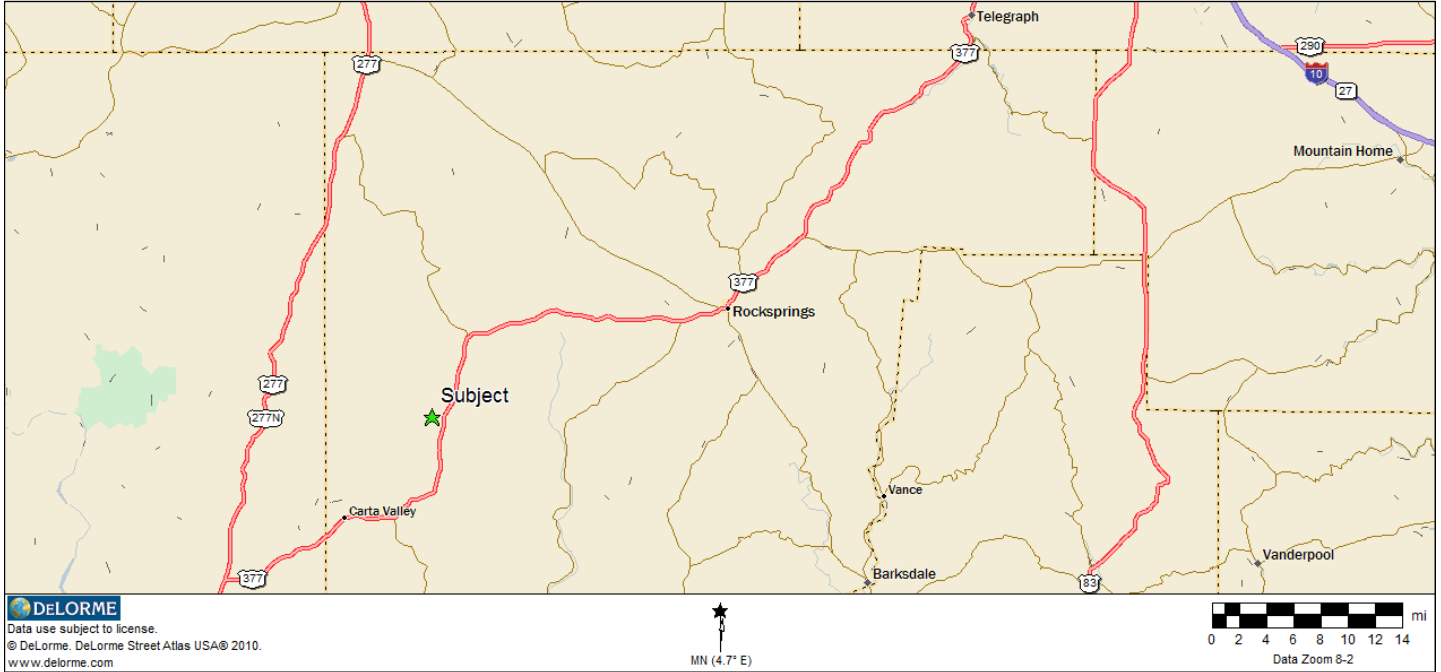 Telegraph
377
290
277
10
27
Mountain Home
377
Rocksprings
277
Subject
277N
Vance
Carta Valley
Vanderpool
Barksdale
377
83
DELORME
Data use subject to license.
© DeLorme. DeLorme Street Atlas USA® 2010.
www.delorme.com
MN (4.7° E)
mi
0 2 4 6 8 10 12 14
Data Zoom 8-2